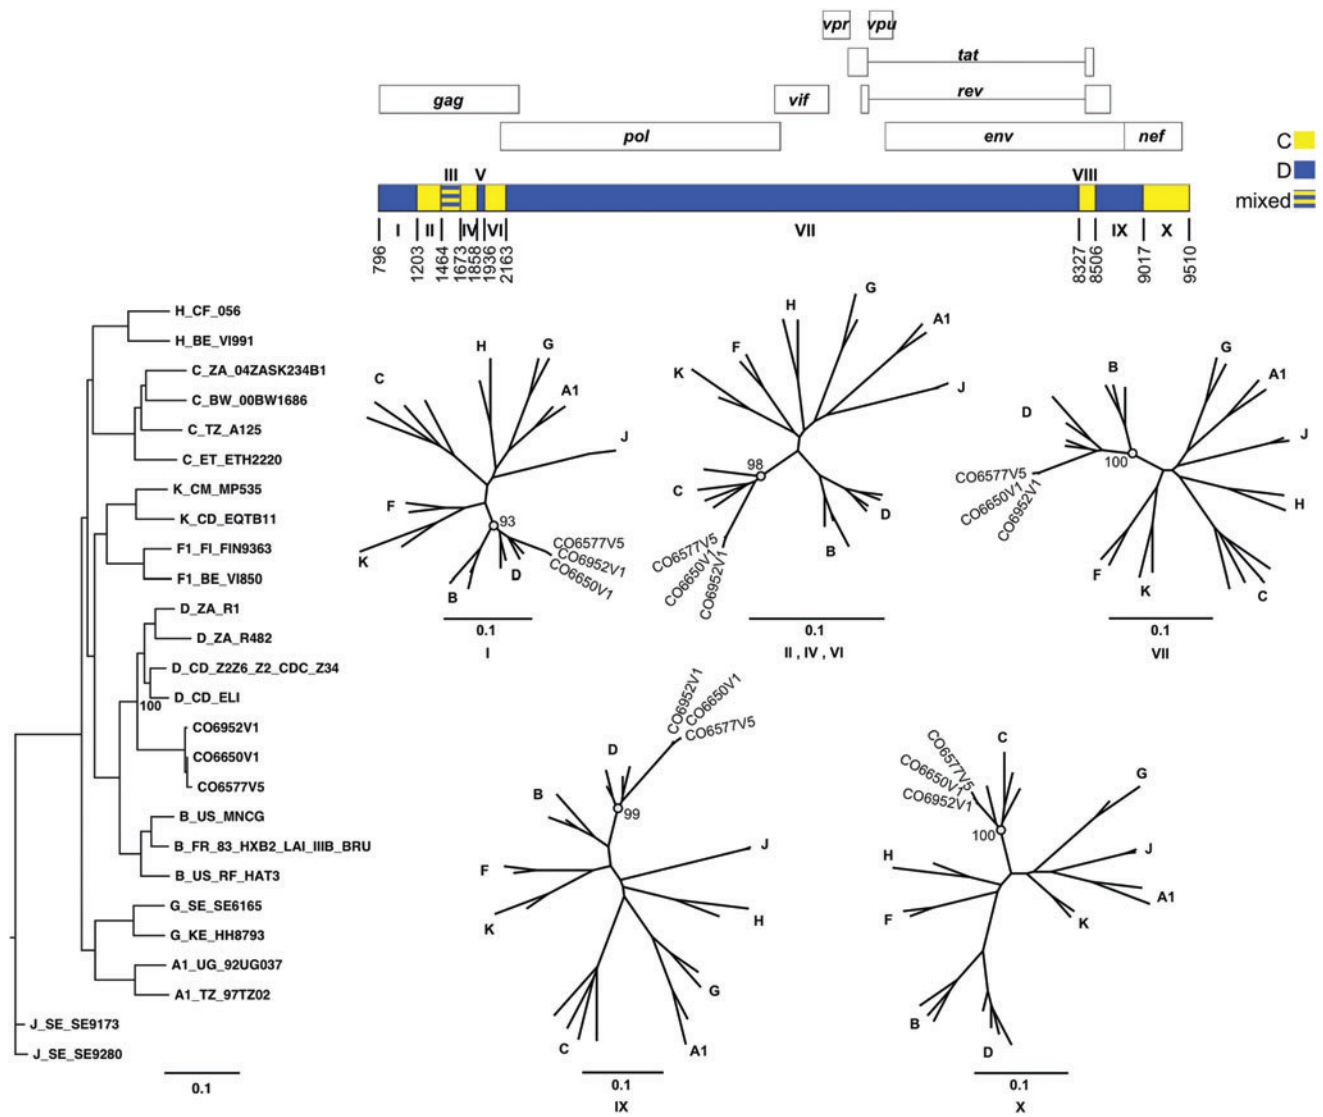 vpr vpu
tat
gag vif rev
pol env nef
C
D
mixed
III V VIII
I II IV VI VII IX X
796 1203 1464 1673 1858 1936 2163 8327 8506 9017 9510
H_CF_056
H_BE_VI991
C_ZA_04ZASK234B1
C_BW_00BW1686
C_TZ_A125
C_ET_ETH2220
K_CM_MP535
K_CD_EQTB11
F1_FI_FIN9363
F1_BE_VI850
D_ZA_R1
D_ZA_R482
D_CD_Z2Z6_Z2_CDC_Z34
D_CD_ELI
100
CO6952V1
CO6650V1
CO6577V5
B_US_MNCG
B_FR_83_HXB2_LAI_IIIB_BRU
B_US_RF_HAT3
G_SE_SE6165
G_KE_HH8793
A1_UG_92UG037
A1_TZ_97TZ02
J_SE_SE9173
J_SE_SE9280
0.1
H
G
C
A1
J
F
93
K
B
D
CO6577V5
CO6952V1
CO6650V1
0.1
I
G
H
A1
F
K
J
98
C
D
B
CO6577V5
CO6650V1
CO6952V1
0.1
II , IV , VI
G
B
A1
D
J
100
CO6577V5
CO6650V1
CO6952V1
H
F
K
C
0.1
VII
CO6952V1
CO6650V1
CO6577V5
D
B
99
J
F
K
H
G
C
A1
0.1
IX
CO6577V5
CO6650V1
CO6952V1
C
G
100
J
H
A1
F
K
B
D
0.1
X